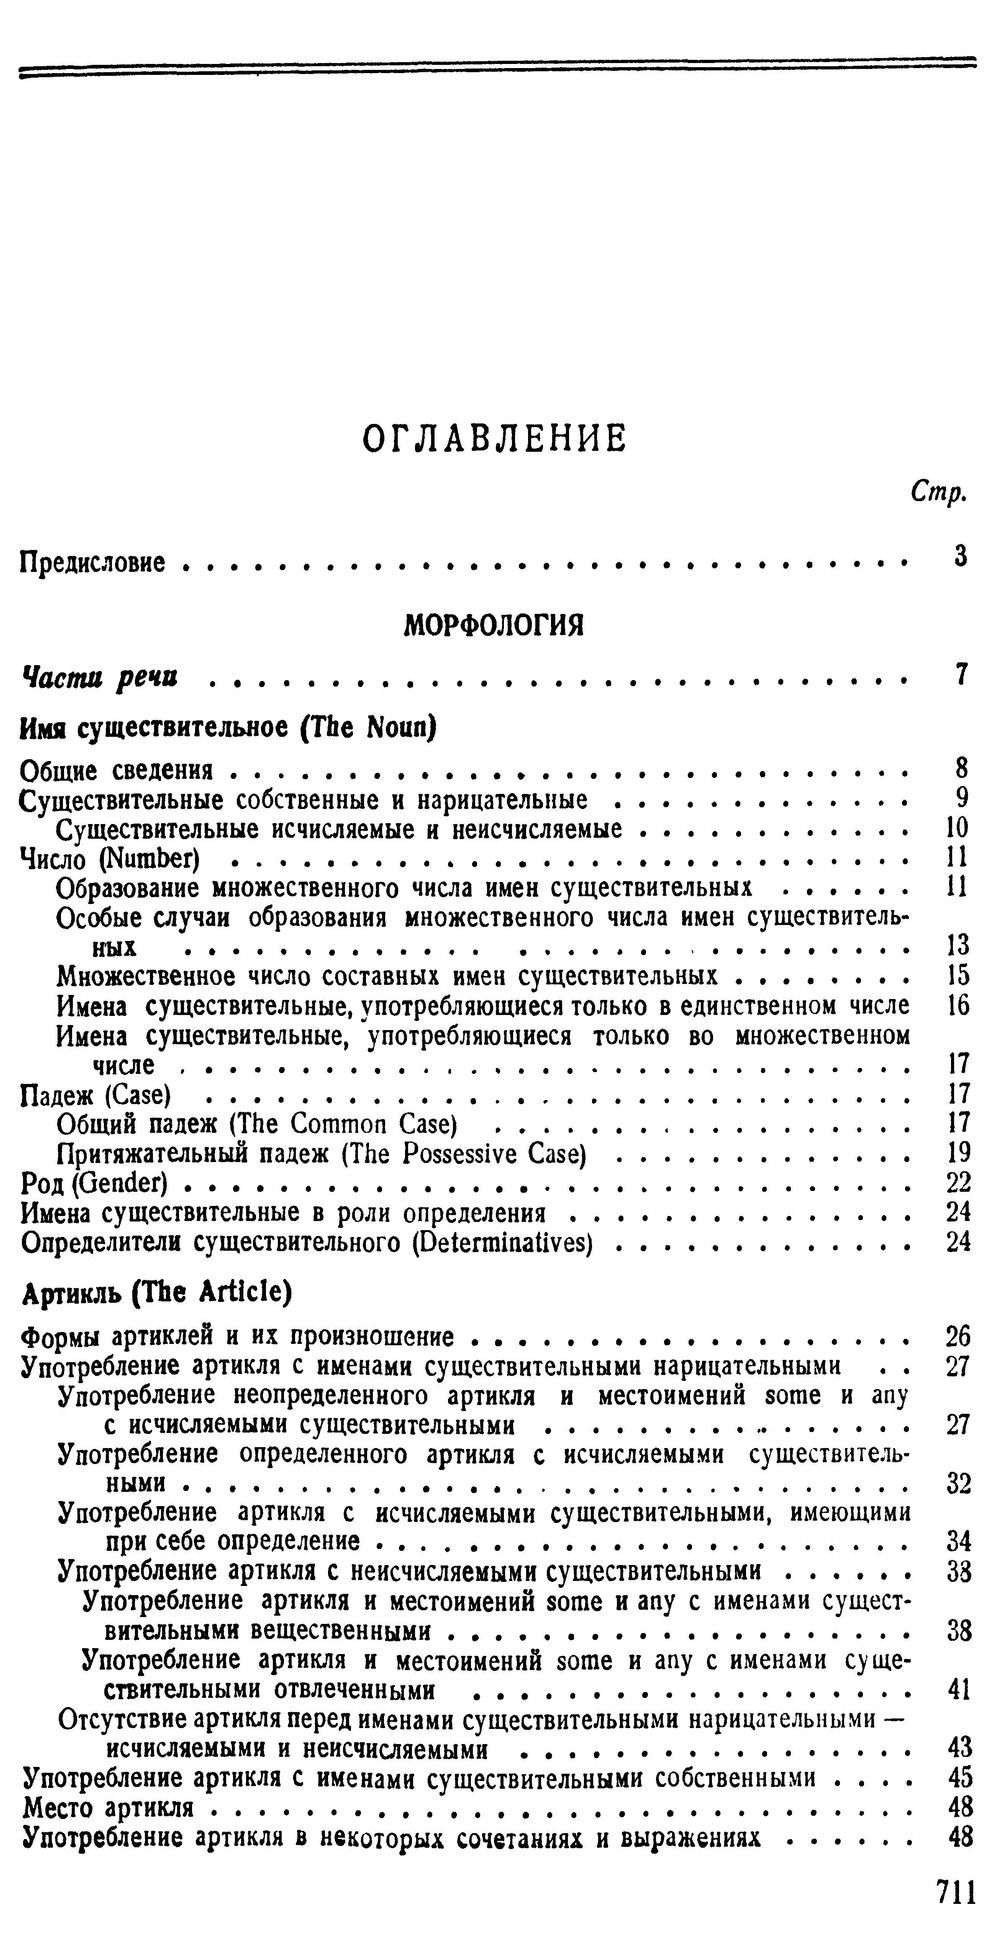 ОГЛАВЛЕНИЕ
Стр.
Предисловие . . . . . . . . . . . . . . . . . . . . . . . . . . . . . . . 3
МОРФОЛОГИЯ
Части речи . . . . . . . . . . . . . . . . . . . . . . . . . . . . . . 7
Имя существительное (The Noun)
Общие сведения . . . . . . . . . . . . . . . . . . . . . . . . . . . . . 8
Существительные собственные и нарицательные . . . . . . . . . . . . . 9
Существительные исчисляемые и неисчисляемые . . . . . . . . . . . . 10
Число (Number) . . . . . . . . . . . . . . . . . . . . . . . . . . . . . 11
Образование множественного числа имен существительных . . . . . . 11
Особые случаи образования множественного числа имен существитель-
ных . . . . . . . . . . . . . . . . . . . . . . . . . . . . . . 13
Множественное число составных имен существительных . . . . . . . . 15
Имена существительные, употребляющиеся только в единственном числе 16
Имена существительные, употребляющиеся только во множественном
числе . . . . . . . . . . . . . . . . . . . . . . . . . . . . . . . 17
Падеж (Case) . . . . . . . . . . . . . . . . . . . . . . . . . . . . . . 17
Общий падеж (The Common Case) . . . . . . . . . . . . . . . . . . 17
Притяжательный падеж (The Possessive Case) . . . . . . . . . . . . . 19
Род (Gender) . . . . . . . . . . . . . . . . . . . . . . . . . . . . . . . 22
Имена существительные в роли определения . . . . . . . . . . . . . . . 24
Определители существительного (Determinatives) . . . . . . . . . . . . . 24
Артикль (The Article)
Формы артиклей и их произношение . . . . . . . . . . . . . . . . . . . 26
Употребление артикля с именами существительными нарицательными . . 27
Употребление неопределенного артикля и местоимений some и any
с исчисляемыми существительными . . . . . . . . . . . . . . . . 27
Употребление определенного артикля с исчисляемыми существитель-
ными . . . . . . . . . . . . . . . . . . . . . . . . . . . . . . . 32
Употребление артикля с исчисляемыми существительными, имеющими
при себе определение . . . . . . . . . . . . . . . . . . . . . . . 34
Употребление артикля с неисчисляемыми существительными . . . . . . 38
Употребление артикля и местоимений some и any с именами сущест-
вительными вещественными . . . . . . . . . . . . . . . . . . . . 38
Употребление артикля и местоимений some и any с именами суще-
ствительными отвлеченными . . . . . . . . . . . . . . . . . . . 41
Отсутствие артикля перед именами существительными нарицательными —
исчисляемыми и неисчисляемыми . . . . . . . . . . . . . . . . . 43
Употребление артикля с именами существительными собственными . . . . 45
Место артикля . . . . . . . . . . . . . . . . . . . . . . . . . . . . . . 48
Употребление артикля в некоторых сочетаниях и выражениях . . . . . . 48
711